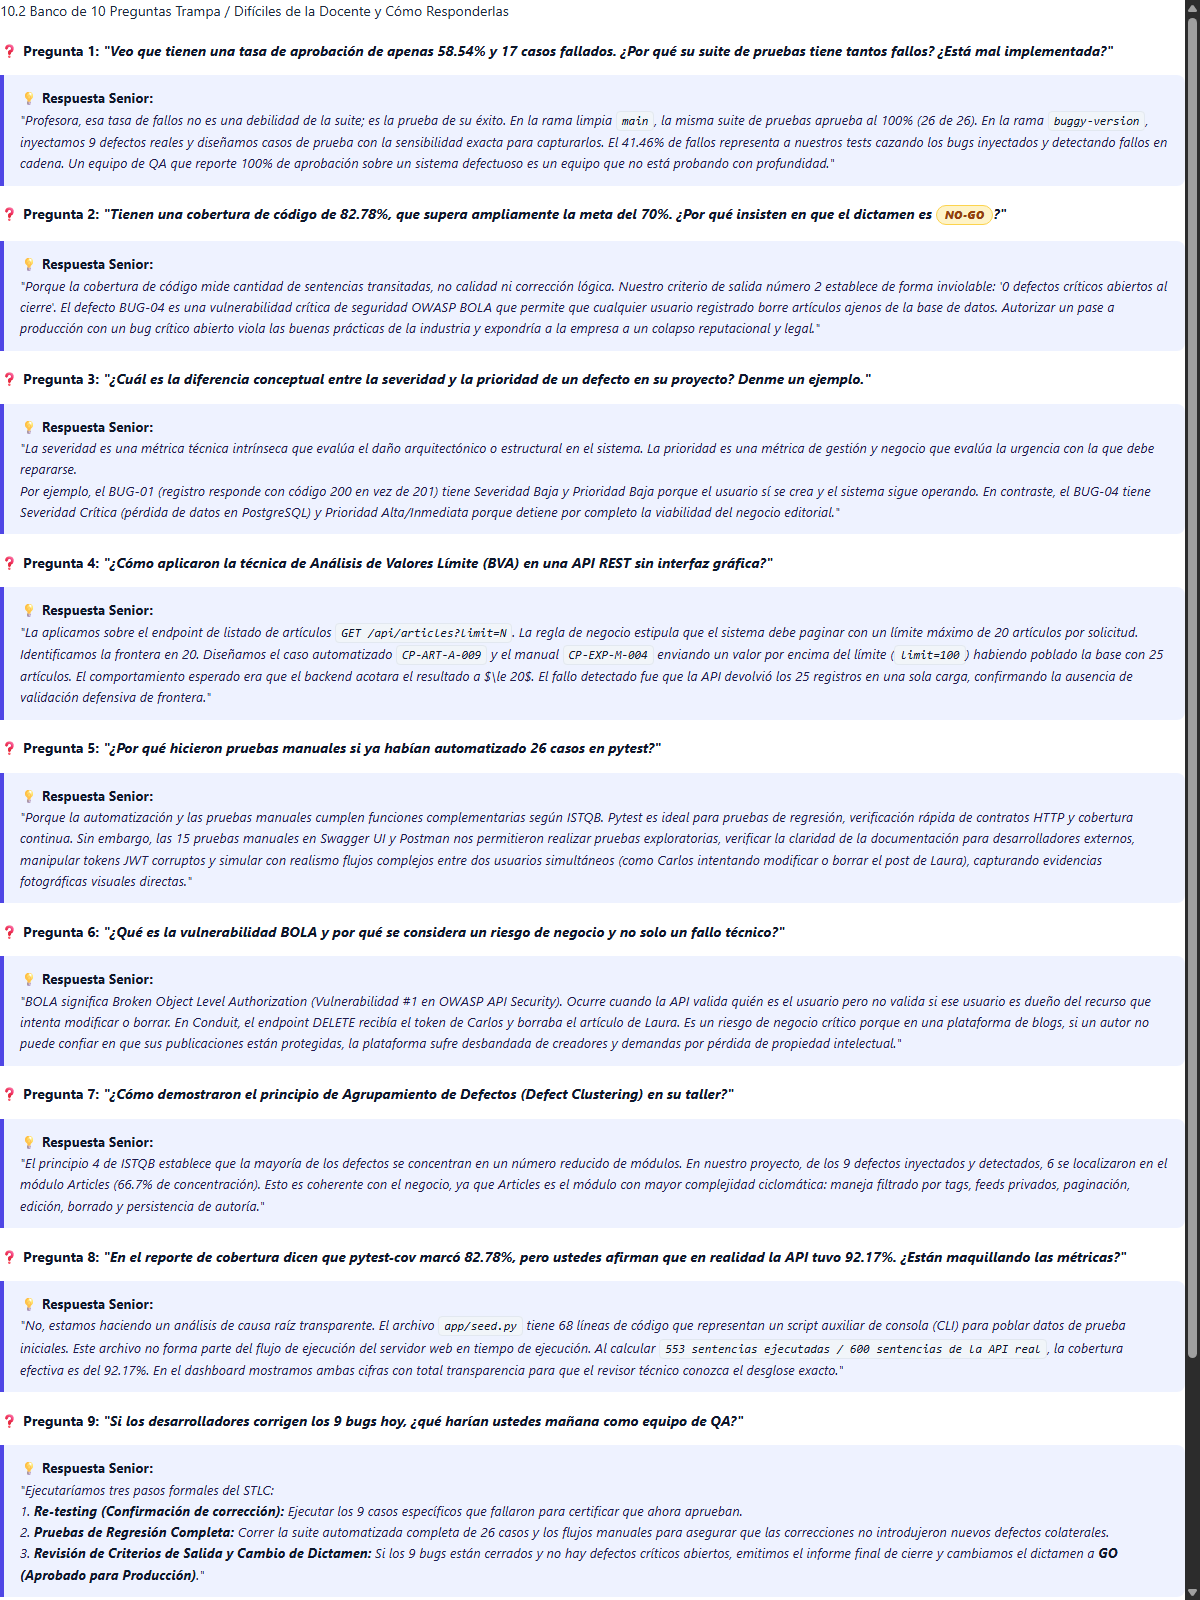 10.2 Banco de 10 Preguntas Trampa / Difíciles de la Docente y Cómo Responderlas
❓ Pregunta 1: "Veo que tienen una tasa de aprobación de apenas 58.54% y 17 casos fallados. ¿Por qué su suite de pruebas tiene tantos fallos? ¿Está mal implementada?"
💡 Respuesta Senior:
"Profesora, esa tasa de fallos no es una debilidad de la suite; es la prueba de su éxito. En la rama limpia main, la misma suite de pruebas aprueba al 100% (26 de 26). En la rama buggy-version,
inyectamos 9 defectos reales y diseñamos casos de prueba con la sensibilidad exacta para capturarlos. El 41.46% de fallos representa a nuestros tests cazando los bugs inyectados y detectando fallos en
cadena. Un equipo de QA que reporte 100% de aprobación sobre un sistema defectuoso es un equipo que no está probando con profundidad."
❓ Pregunta 2: "Tienen una cobertura de código de 82.78%, que supera ampliamente la meta del 70%. ¿Por qué insisten en que el dictamen es NO-GO?"
💡 Respuesta Senior:
"Porque la cobertura de código mide cantidad de sentencias transitadas, no calidad ni corrección lógica. Nuestro criterio de salida número 2 establece de forma inviolable: '0 defectos críticos abiertos al
cierre'. El defecto BUG-04 es una vulnerabilidad crítica de seguridad OWASP BOLA que permite que cualquier usuario registrado borre artículos ajenos de la base de datos. Autorizar un pase a
producción con un bug crítico abierto viola las buenas prácticas de la industria y expondría a la empresa a un colapso reputacional y legal."
❓ Pregunta 3: "¿Cuál es la diferencia conceptual entre la severidad y la prioridad de un defecto en su proyecto? Denme un ejemplo."
💡 Respuesta Senior:
"La severidad es una métrica técnica intrínseca que evalúa el daño arquitectónico o estructural en el sistema. La prioridad es una métrica de gestión y negocio que evalúa la urgencia con la que debe
repararse.
Por ejemplo, el BUG-01 (registro responde con código 200 en vez de 201) tiene Severidad Baja y Prioridad Baja porque el usuario sí se crea y el sistema sigue operando. En contraste, el BUG-04 tiene
Severidad Crítica (pérdida de datos en PostgreSQL) y Prioridad Alta/Inmediata porque detiene por completo la viabilidad del negocio editorial."
❓ Pregunta 4: "¿Cómo aplicaron la técnica de Análisis de Valores Límite (BVA) en una API REST sin interfaz gráfica?"
💡 Respuesta Senior:
"La aplicamos sobre el endpoint de listado de artículos GET /api/articles?limit=N. La regla de negocio estipula que el sistema debe paginar con un límite máximo de 20 artículos por solicitud.
Identificamos la frontera en 20. Diseñamos el caso automatizado CP-ART-A-009 y el manual CP-EXP-M-004 enviando un valor por encima del límite ( limit=100 ) habiendo poblado la base con 25
artículos. El comportamiento esperado era que el backend acotara el resultado a $\le 20$. El fallo detectado fue que la API devolvió los 25 registros en una sola carga, confirmando la ausencia de
validación defensiva de frontera."
❓ Pregunta 5: "¿Por qué hicieron pruebas manuales si ya habían automatizado 26 casos en pytest?"
💡 Respuesta Senior:
"Porque la automatización y las pruebas manuales cumplen funciones complementarias según ISTQB. Pytest es ideal para pruebas de regresión, verificación rápida de contratos HTTP y cobertura
continua. Sin embargo, las 15 pruebas manuales en Swagger UI y Postman nos permitieron realizar pruebas exploratorias, verificar la claridad de la documentación para desarrolladores externos,
manipular tokens JWT corruptos y simular con realismo flujos complejos entre dos usuarios simultáneos (como Carlos intentando modificar o borrar el post de Laura), capturando evidencias
fotográficas visuales directas."
❓ Pregunta 6: "¿Qué es la vulnerabilidad BOLA y por qué se considera un riesgo de negocio y no solo un fallo técnico?"
💡 Respuesta Senior:
"BOLA significa Broken Object Level Authorization (Vulnerabilidad #1 en OWASP API Security). Ocurre cuando la API valida quién es el usuario pero no valida si ese usuario es dueño del recurso que
intenta modificar o borrar. En Conduit, el endpoint DELETE recibía el token de Carlos y borraba el artículo de Laura. Es un riesgo de negocio crítico porque en una plataforma de blogs, si un autor no
puede confiar en que sus publicaciones están protegidas, la plataforma sufre desbandada de creadores y demandas por pérdida de propiedad intelectual."
❓ Pregunta 7: "¿Cómo demostraron el principio de Agrupamiento de Defectos (Defect Clustering) en su taller?"
💡 Respuesta Senior:
"El principio 4 de ISTQB establece que la mayoría de los defectos se concentran en un número reducido de módulos. En nuestro proyecto, de los 9 defectos inyectados y detectados, 6 se localizaron en el
módulo Articles (66.7% de concentración). Esto es coherente con el negocio, ya que Articles es el módulo con mayor complejidad ciclomática: maneja filtrado por tags, feeds privados, paginación,
edición, borrado y persistencia de autoría."
❓ Pregunta 8: "En el reporte de cobertura dicen que pytest-cov marcó 82.78%, pero ustedes afirman que en realidad la API tuvo 92.17%. ¿Están maquillando las métricas?"
💡 Respuesta Senior:
"No, estamos haciendo un análisis de causa raíz transparente. El archivo app/seed.py tiene 68 líneas de código que representan un script auxiliar de consola (CLI) para poblar datos de prueba
iniciales. Este archivo no forma parte del flujo de ejecución del servidor web en tiempo de ejecución. Al calcular 553 sentencias ejecutadas / 600 sentencias de la API real, la cobertura
efectiva es del 92.17%. En el dashboard mostramos ambas cifras con total transparencia para que el revisor técnico conozca el desglose exacto."
❓ Pregunta 9: "Si los desarrolladores corrigen los 9 bugs hoy, ¿qué harían ustedes mañana como equipo de QA?"
💡 Respuesta Senior:
"Ejecutaríamos tres pasos formales del STLC:
1. Re-testing (Confirmación de corrección): Ejecutar los 9 casos específicos que fallaron para certificar que ahora aprueban.
2. Pruebas de Regresión Completa: Correr la suite automatizada completa de 26 casos y los flujos manuales para asegurar que las correcciones no introdujeron nuevos defectos colaterales.
3. Revisión de Criterios de Salida y Cambio de Dictamen: Si los 9 bugs están cerrados y no hay defectos críticos abiertos, emitimos el informe final de cierre y cambiamos el dictamen a GO
(Aprobado para Producción)."